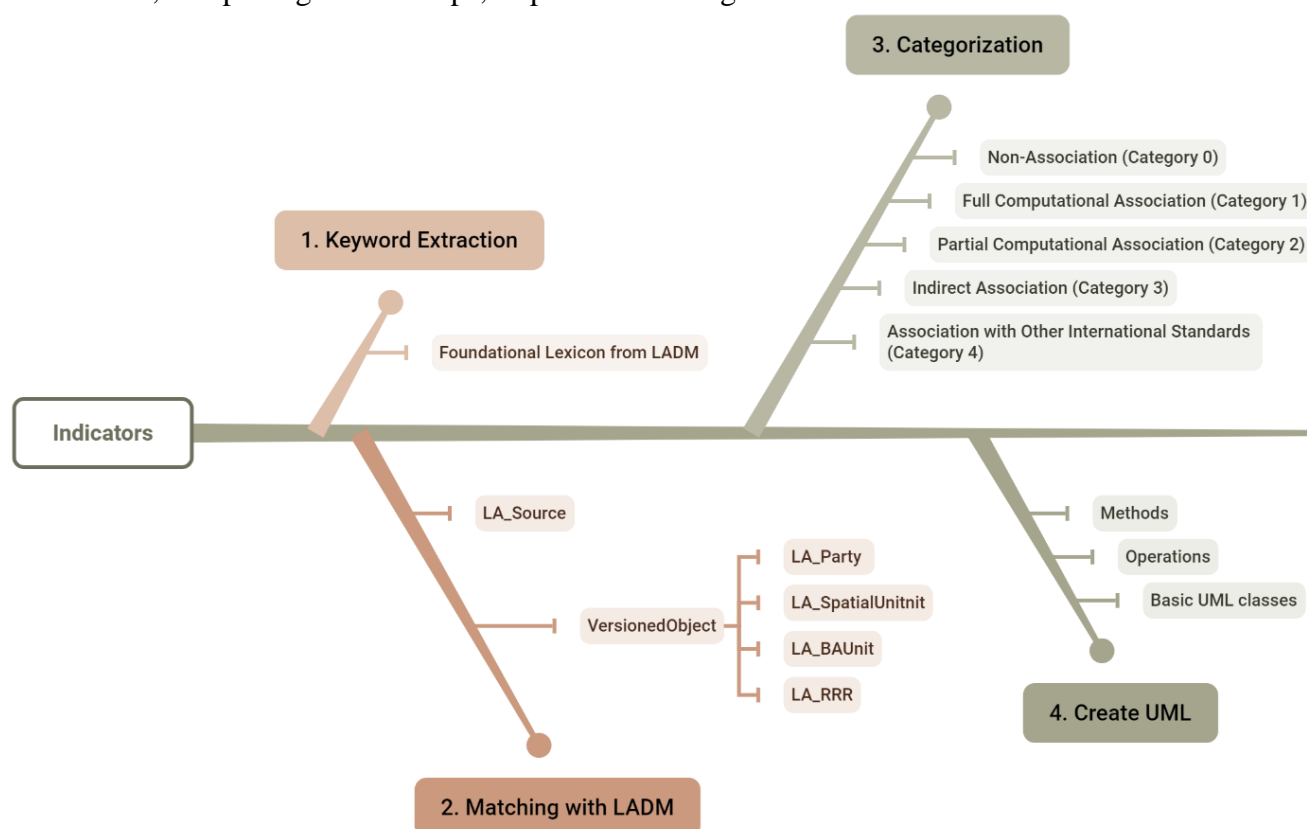 3. Categorization
Non-Association (Category 0)
Full Computational Association (Category 1)
Partial Computational Association (Category 2)
Indirect Association (Category 3)
Association with Other International Standards
(Category 4)
1. Keyword Extraction
Foundational Lexicon from LADM
Indicators
LA_Source
VersionedObject
LA_Party
LA_SpatialUnitnit
LA_BAUnit
LA_RRR
2. Matching with LADM
Methods
Operations
Basic UML classes
4. Create UML